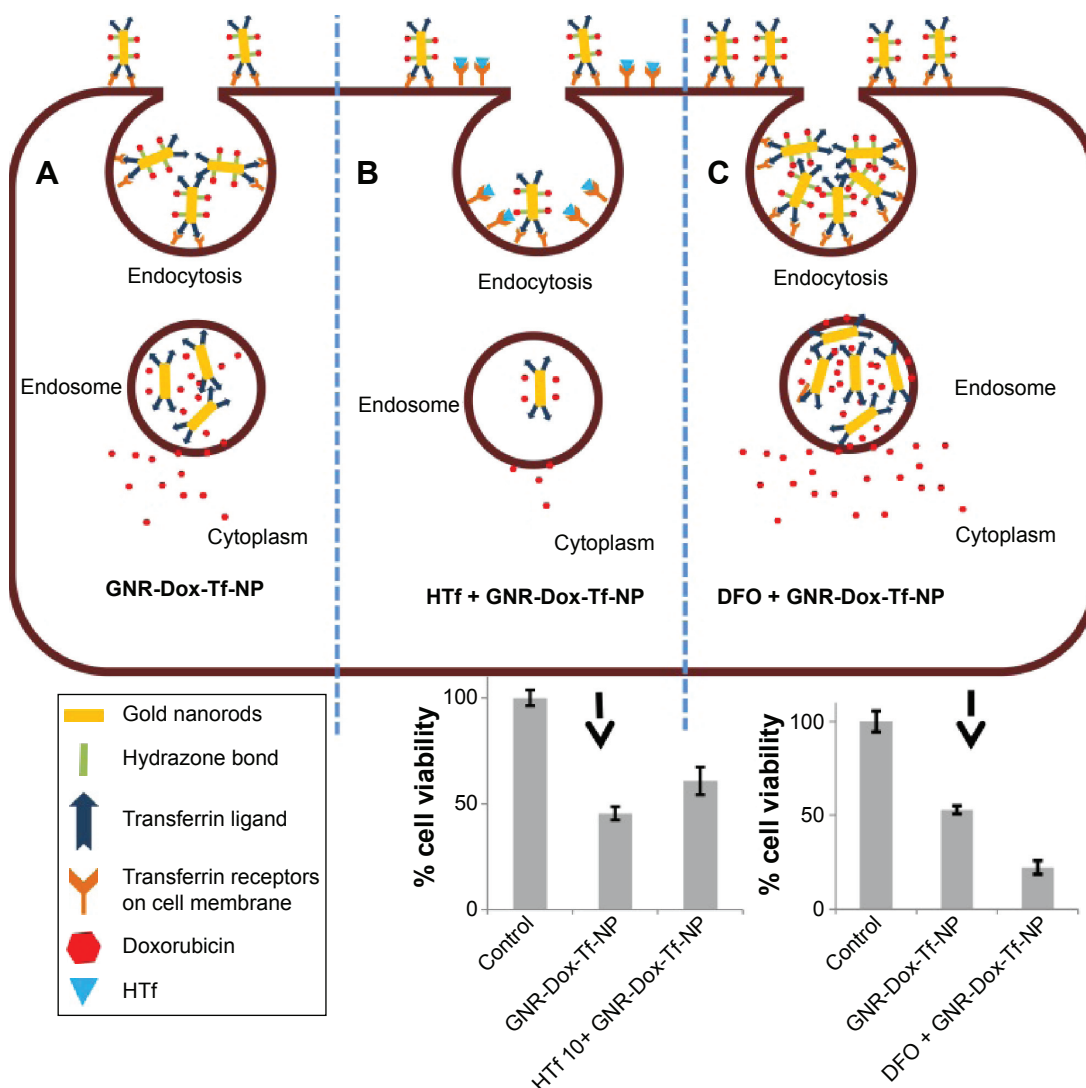 A
B
C
Endocytosis
Endocytosis
Endocytosis
Endosome
Endosome
Endosome
Cytoplasm
Cytoplasm
Cytoplasm
GNR-Dox-Tf-NP
HTf + GNR-Dox-Tf-NP
DFO + GNR-Dox-Tf-NP
Gold nanorods
Hydrazone bond
Transferrin ligand
Transferrin receptors
on cell membrane
Doxorubicin
HTf
% cell viability
100
50
0
Control
GNR-Dox-Tf-NP
HTf 10+ GNR-Dox-Tf-NP
% cell viability
100
50
0
Control
GNR-Dox-Tf-NP
DFO + GNR-Dox-Tf-NP